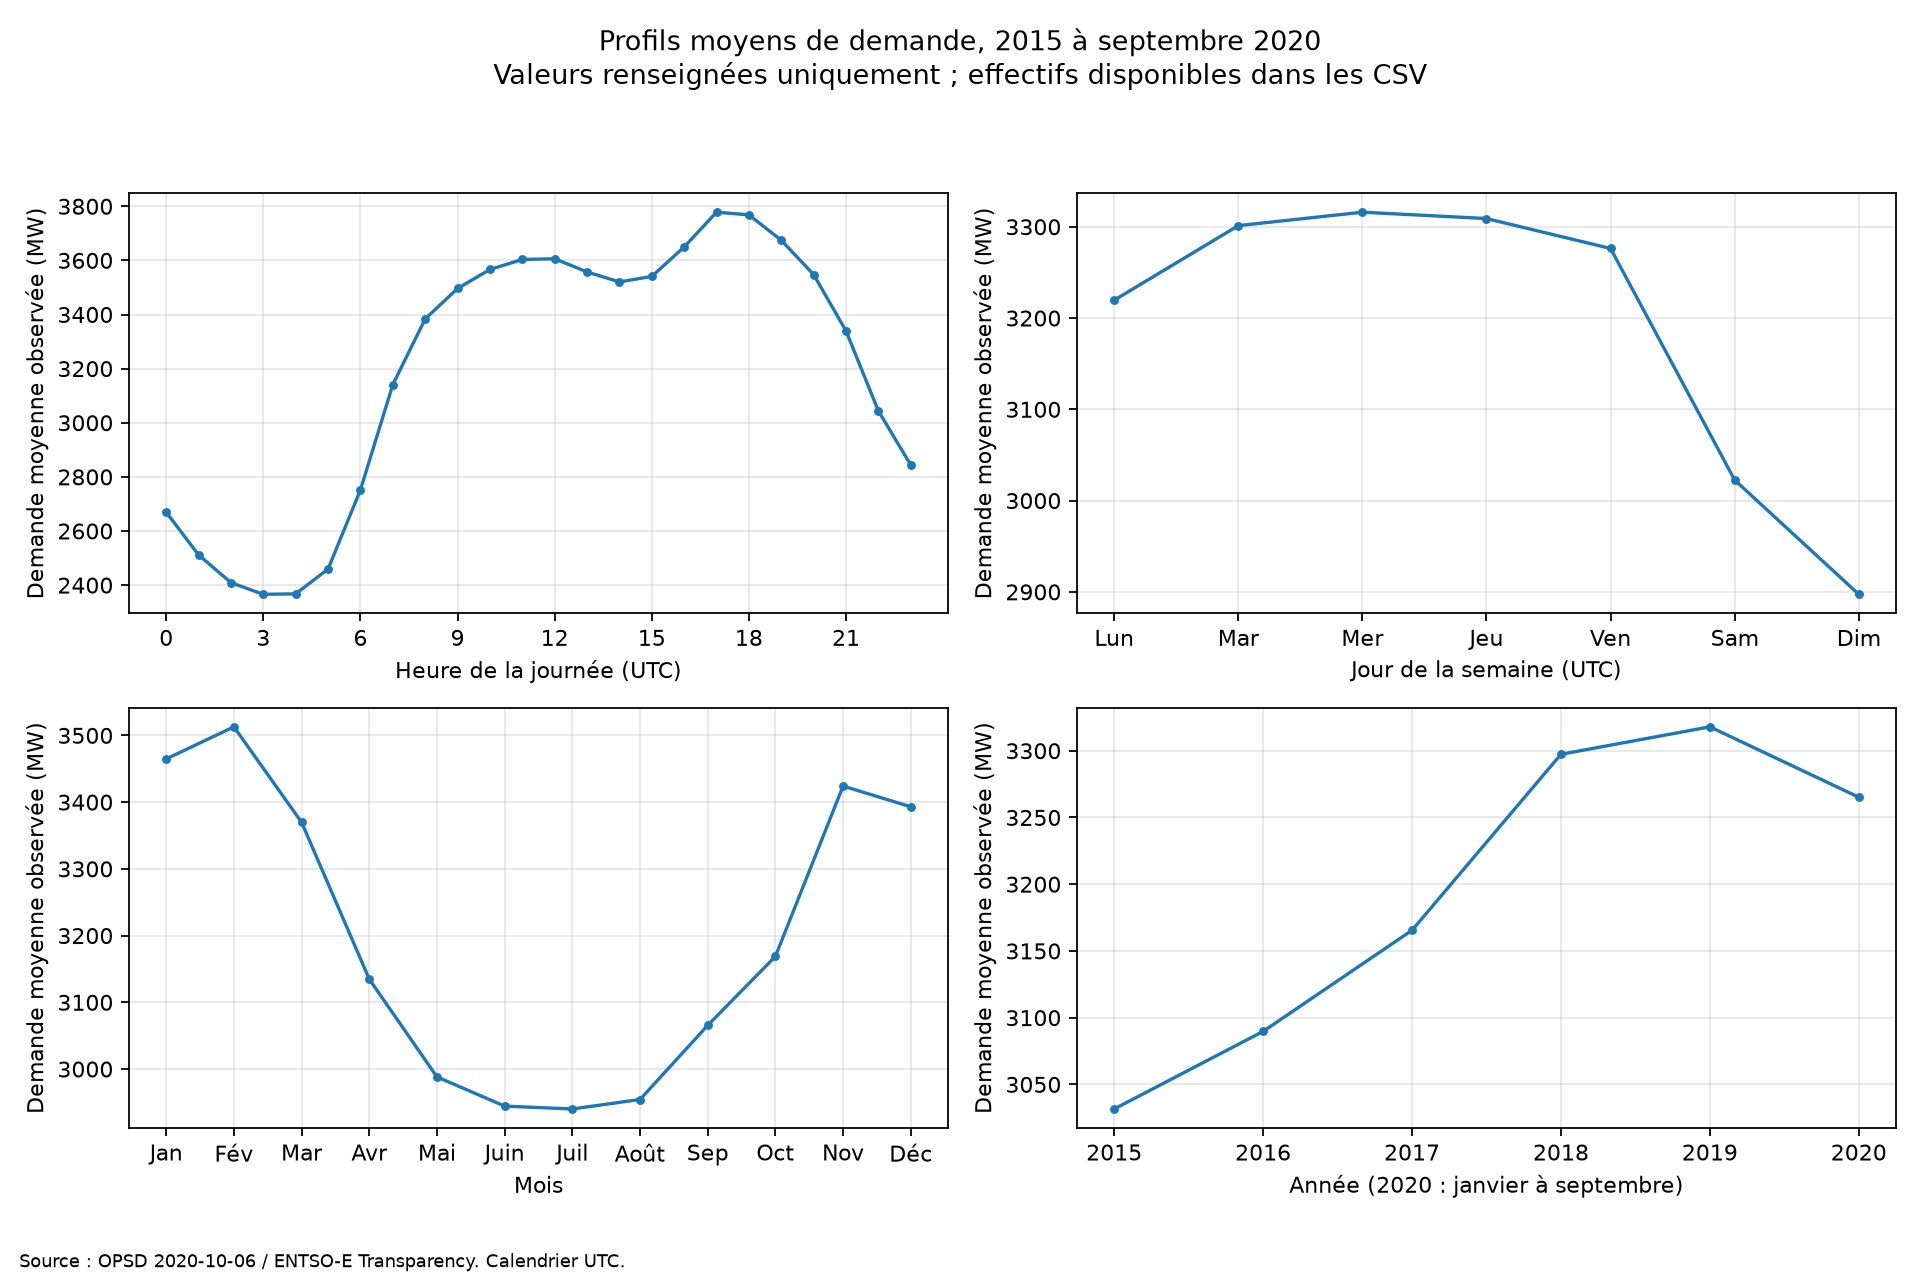 Profils moyens de demande, 2015 à septembre 2020
Valeurs renseignées uniquement ; effectifs disponibles dans les CSV
Demande moyenne observée (MW)
3800
3600
3400
3200
3000
2800
2600
2400
0 3 6 9 12 15 18 21
Heure de la journée (UTC)
Demande moyenne observée (MW)
3300
3200
3100
3000
2900
Lun Mar Mer Jeu Ven Sam Dim
Jour de la semaine (UTC)
Demande moyenne observée (MW)
3500
3400
3300
3200
3100
3000
Jan Fév Mar Avr Mai Juin Juil Août Sep Oct Nov Déc
Mois
Demande moyenne observée (MW)
3300
3250
3200
3150
3100
3050
2015 2016 2017 2018 2019 2020
Année (2020 : janvier à septembre)
Source : OPSD 2020-10-06 / ENTSO-E Transparency. Calendrier UTC.